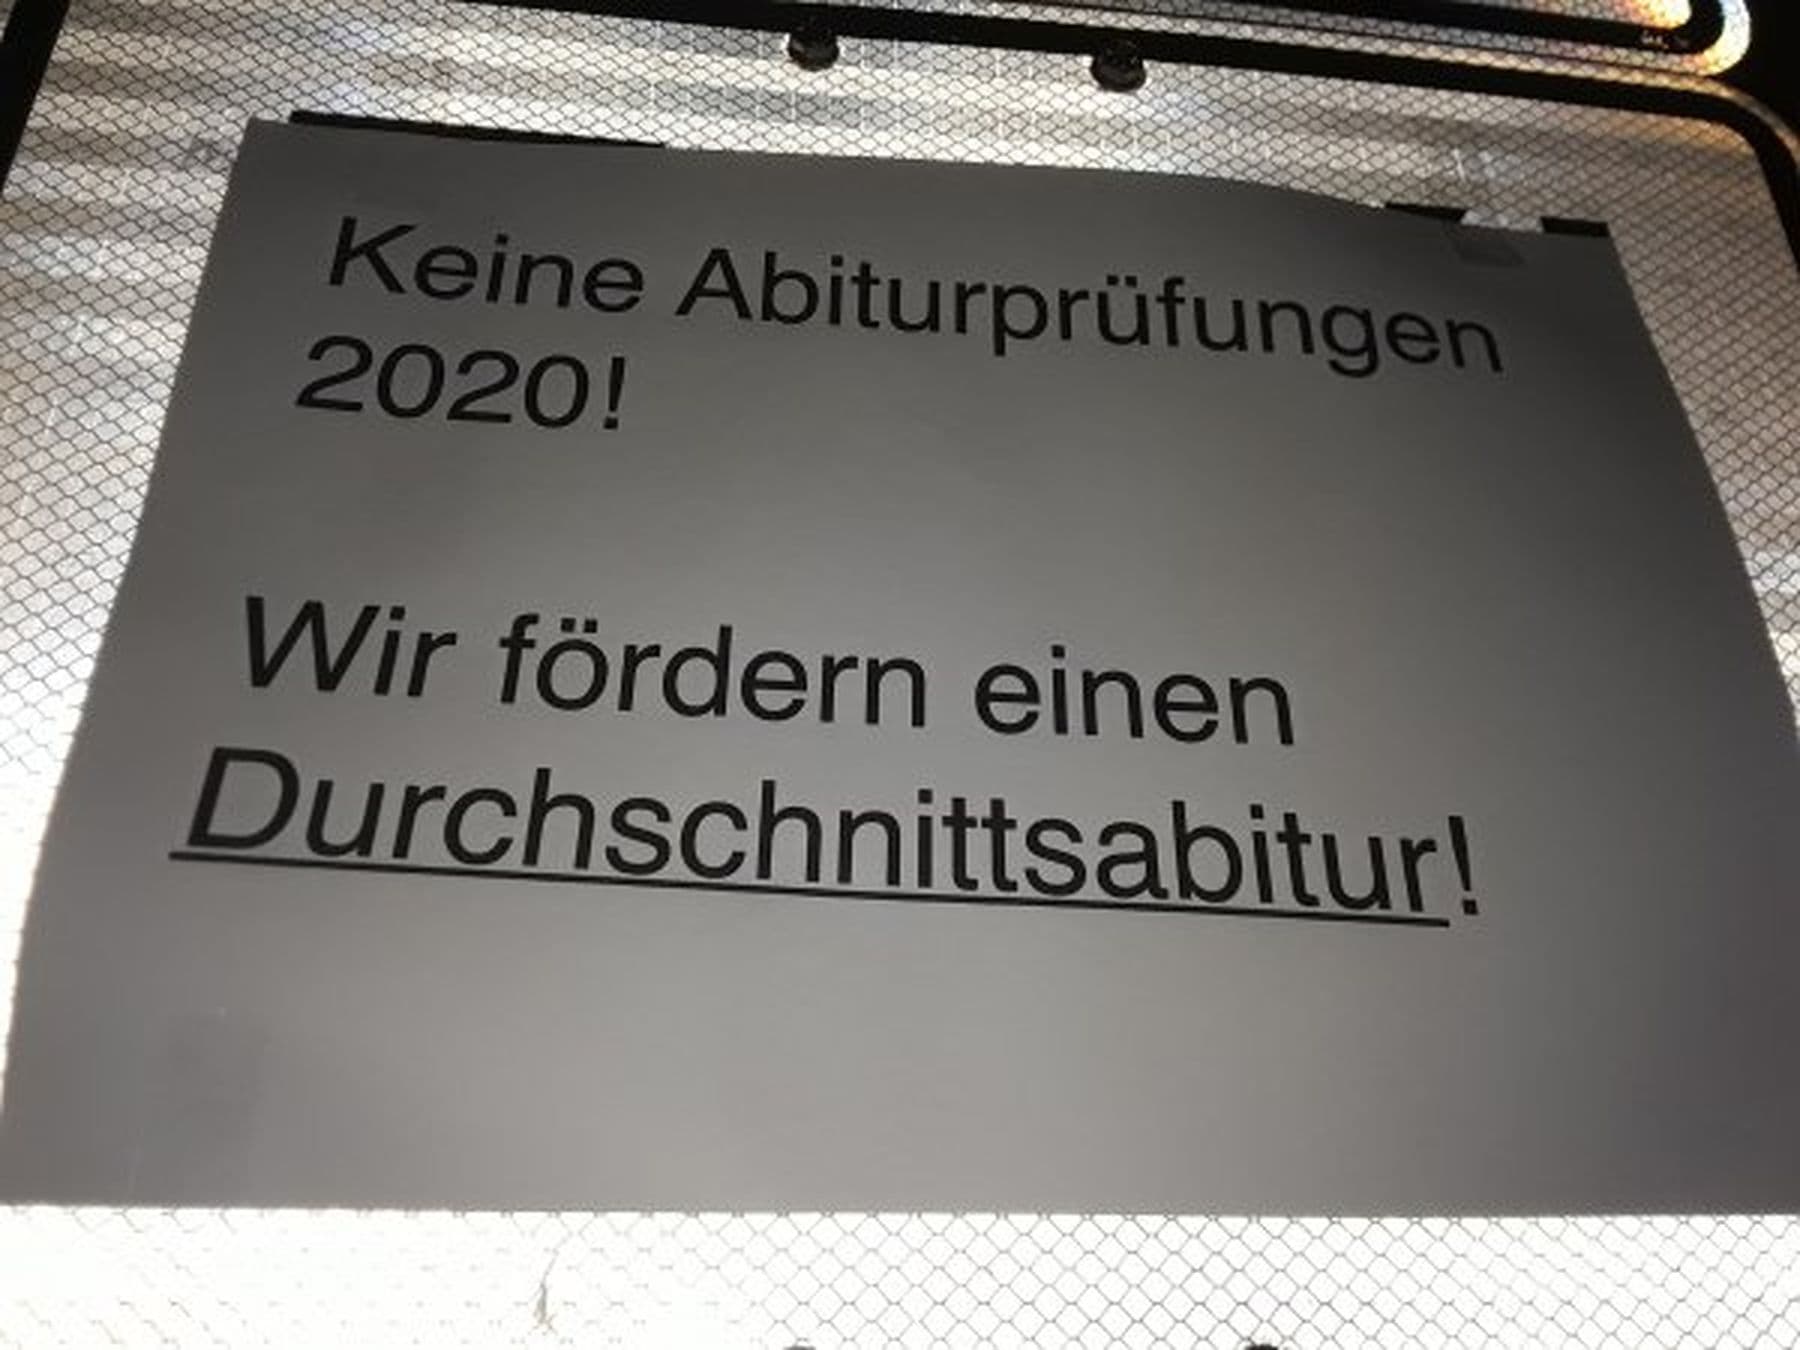 Keine Abiturprüfungen
2020!
Wir fördern einen
Durchschnittsabitur!